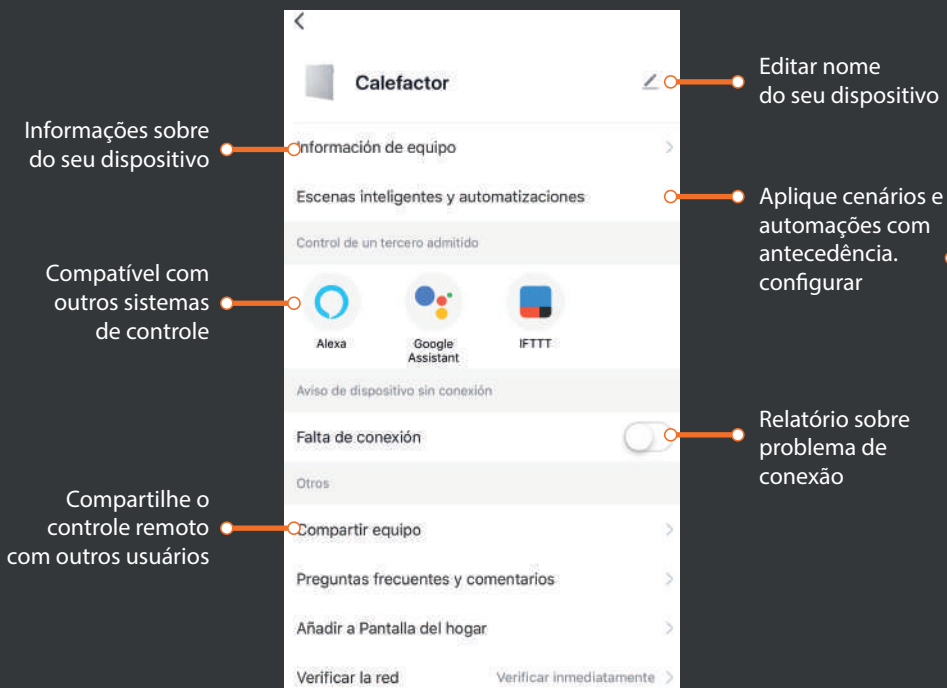 Calefactor
Editar nome
do seu dispositivo
Informações sobre
do seu dispositivo
Información de equipo
Escenas inteligentes y automatizaciones
Aplique cenários e
automações com
antecedência.
configurar
Control de un tercero admitido
Compatível com
outros sistemas
de controle
Alexa
Google
Assistant
IFTTT
Aviso de dispositivo sin conexión
Falta de conexión
Relatório sobre
problema de
conexão
Otros
Compartilhe o
controle remoto
com outros usuários
Compartir equipo
Preguntas frecuentes y comentarios
Añadir a Pantalla del hogar
Verificar la red
Verificar inmediatamente